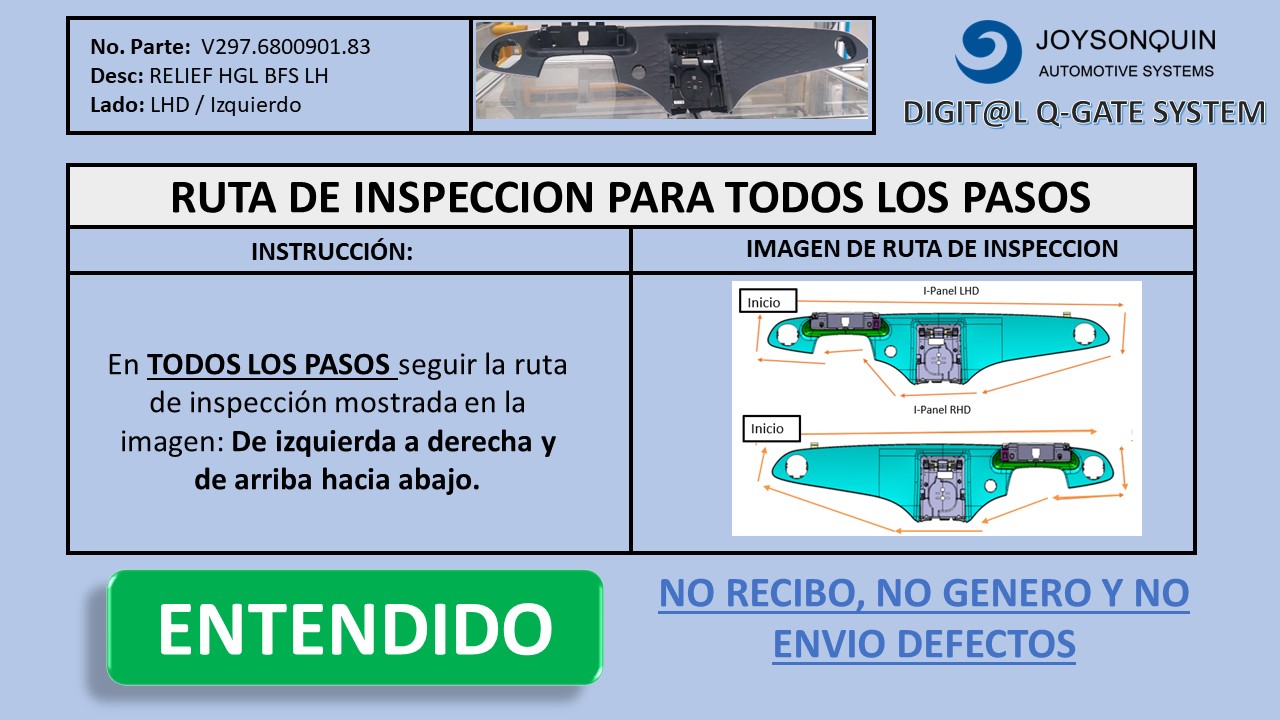 No. Parte: V297.6800901.83
Desc: RELIEF HGL BFS LH
Lado: LHD / Izquierdo
JOYSONQUIN
AUTOMOTIVE SYSTEMS
DIGIT@L Q-GATE SYSTEM
RUTA DE INSPECCION PARA TODOS LOS PASOS
INSTRUCCIÓN:
IMAGEN DE RUTA DE INSPECCION
En TODOS LOS PASOS seguir la ruta
de inspección mostrada en la
imagen: De izquierda a derecha y
de arriba hacia abajo.
I-Panel LHD
Inicio
I-Panel RHD
Inicio
ENTENDIDO
NO RECIBO, NO GENERO Y NO
ENVIO DEFECTOS